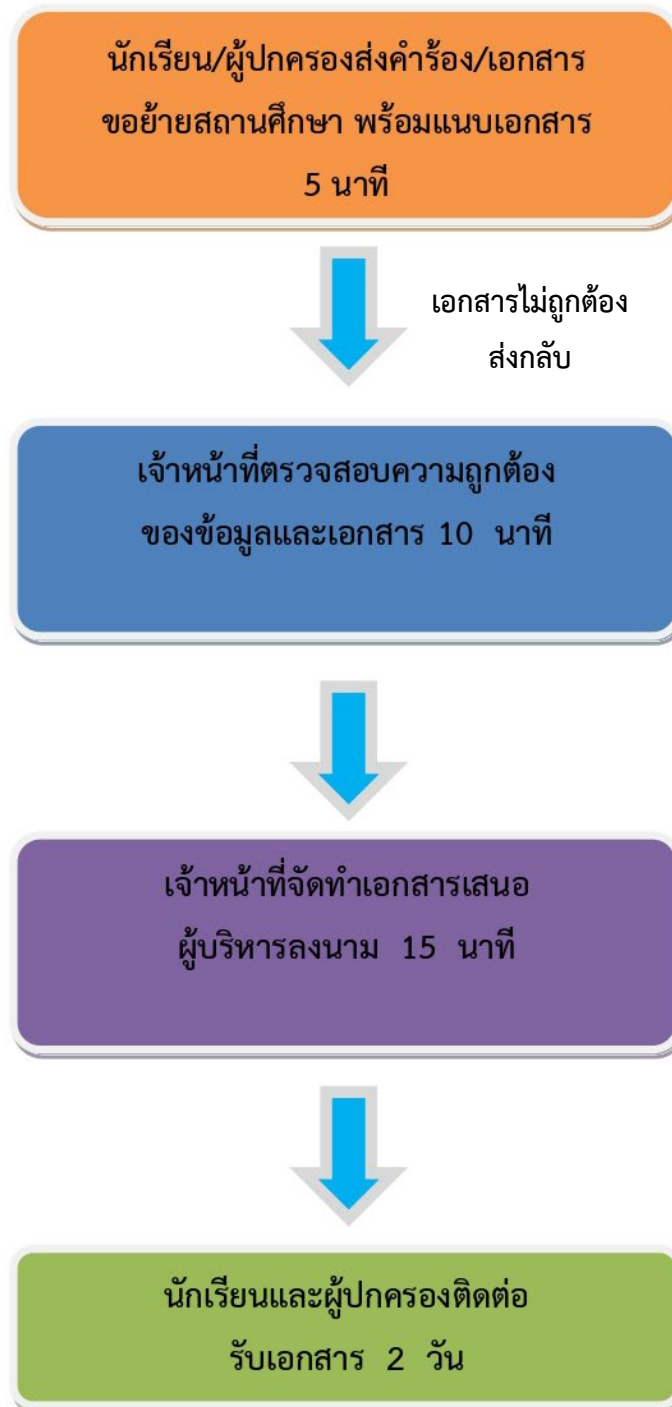 นักเรียน/ผู้ปกครองส่งคำร้อง/เอกสาร
ขอย้ายสถานศึกษา พร้อมแนบเอกสาร
5 นาที
เอกสารไม่ถูกต้อง
ส่งกลับ
เจ้าหน้าที่ตรวจสอบความถูกต้อง
ของข้อมูลและเอกสาร 10 นาที
เจ้าหน้าที่จัดทำเอกสารเสนอ
ผู้บริหารลงนาม 15 นาที
นักเรียนและผู้ปกครองติดต่อ
รับเอกสาร 2 วัน